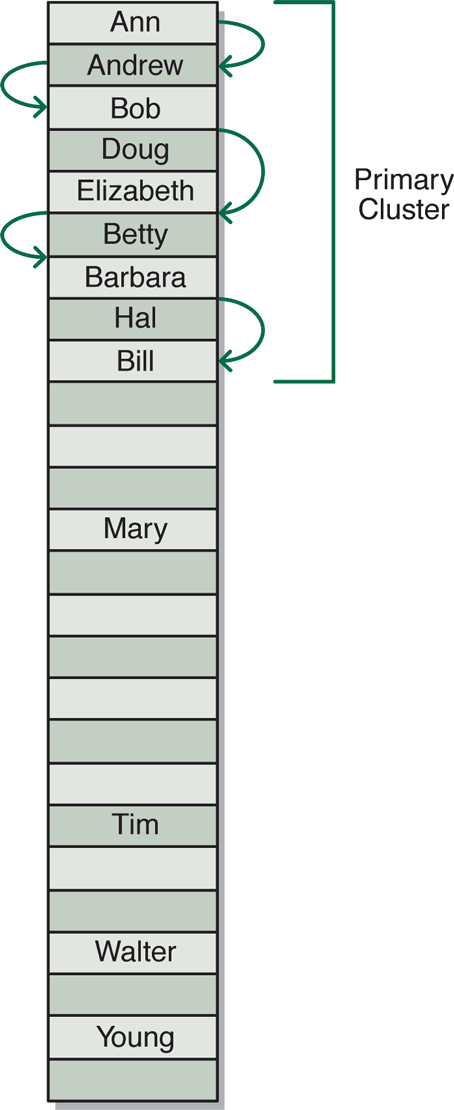 Ann
Andrew
Bob
Doug
Elizabeth
Betty
Barbara
Hal
Bill
Primary
Cluster
Mary
Tim
Walter
Young